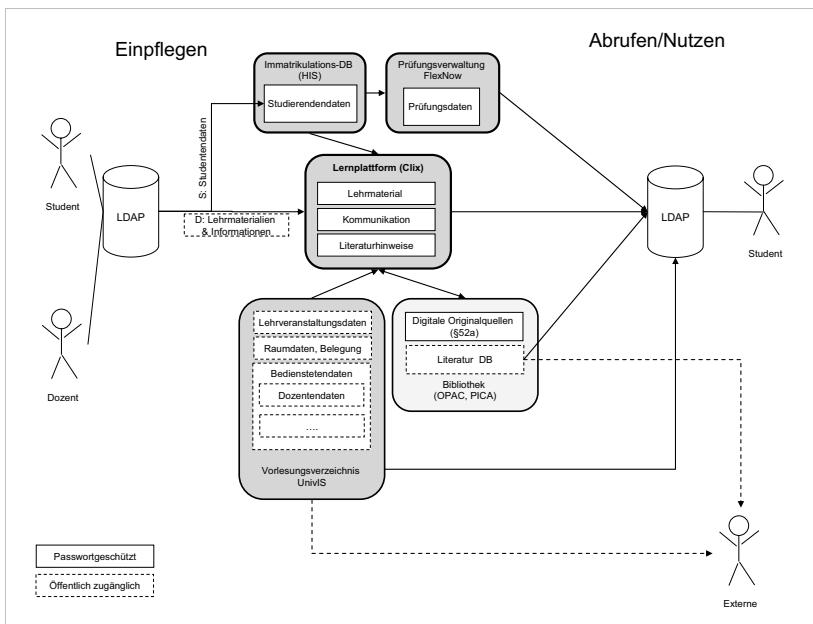 Einpflegen
Abrufen/Nutzen
Immatrikulations-DB
(HIS)
Studierendendaten
Prüfungsverwaltung
FlexNow
Prüfungsdaten
Student
LDAP
S: Studentendaten
D: Lehrmaterialien
& Informationen
Lernplattform (Clix)
Lehrmaterial
Kommunikation
Literaturhinweise
LDAP
Student
Dozent
Lehrveranstaltungsdaten
Raumdaten, Belegung
Bedienstetendaten
Dozentendaten
....
Vorlesungsverzeichnis
UnivIS
Digitale Originalquellen
(§52a)
Literatur DB
Bibliothek
(OPAC, PICA)
Passwortgeschützt
Öffentlich zugänglich
Externe